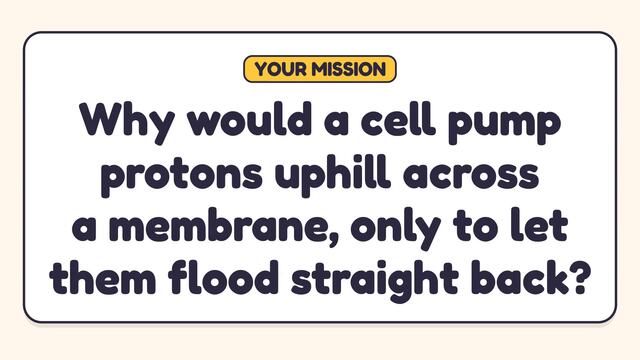 YOUR MISSION
Why would a cell pump
protons uphill across
a membrane, only to let
them flood straight back?